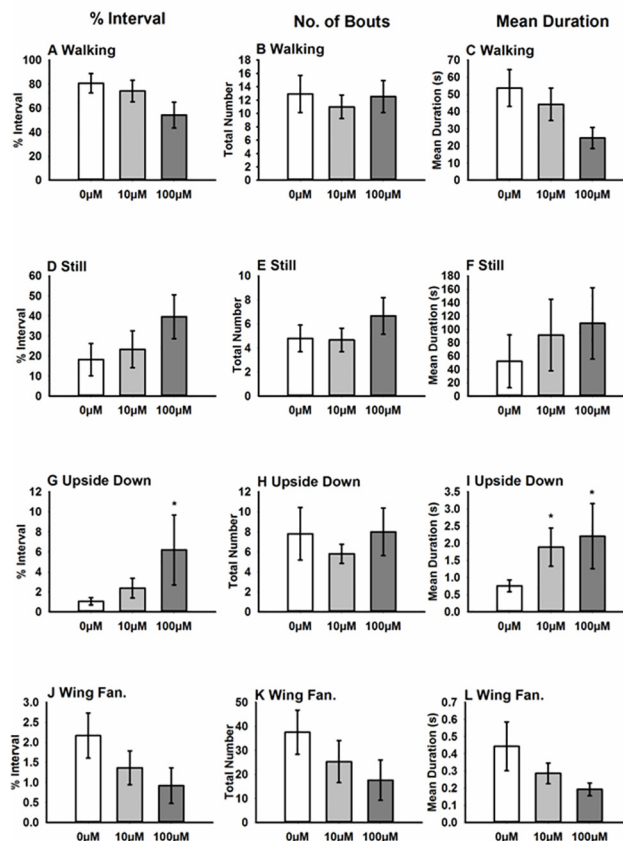 % Interval No. of Bouts Mean Duration
A Walking
% Interval
100
80
60
40
20
0
0µM 10µM 100µM
B Walking
Total Number
18
16
14
12
10
8
6
4
2
0
0µM 10µM 100µM
C Walking
Mean Duration (s)
70
60
50
40
30
20
10
0
0µM 10µM 100µM
D Still
% Interval
60
50
40
30
20
10
0
0µM 10µM 100µM
E Still
Total Number
10
8
6
4
2
0
0µM 10µM 100µM
F Still
Mean Duration (s)
180
160
140
120
100
80
60
40
20
0
0µM 10µM 100µM
G Upside Down
% Interval
12
10
8
6
4
2
0
*
0µM 10µM 100µM
H Upside Down
Total Number
12
10
8
6
4
2
0
0µM 10µM 100µM
I Upside Down
Mean Duration (s)
3.5
3.0
2.5
2.0
1.5
1.0
0.5
0.0
* *
0µM 10µM 100µM
J Wing Fan.
% Interval
3.0
2.5
2.0
1.5
1.0
0.5
0.0
0µM 10µM 100µM
K Wing Fan.
Total Number
50
40
30
20
10
0
0µM 10µM 100µM
L Wing Fan.
Mean Duration (s)
0.7
0.6
0.5
0.4
0.3
0.2
0.1
0.0
0µM 10µM 100µM